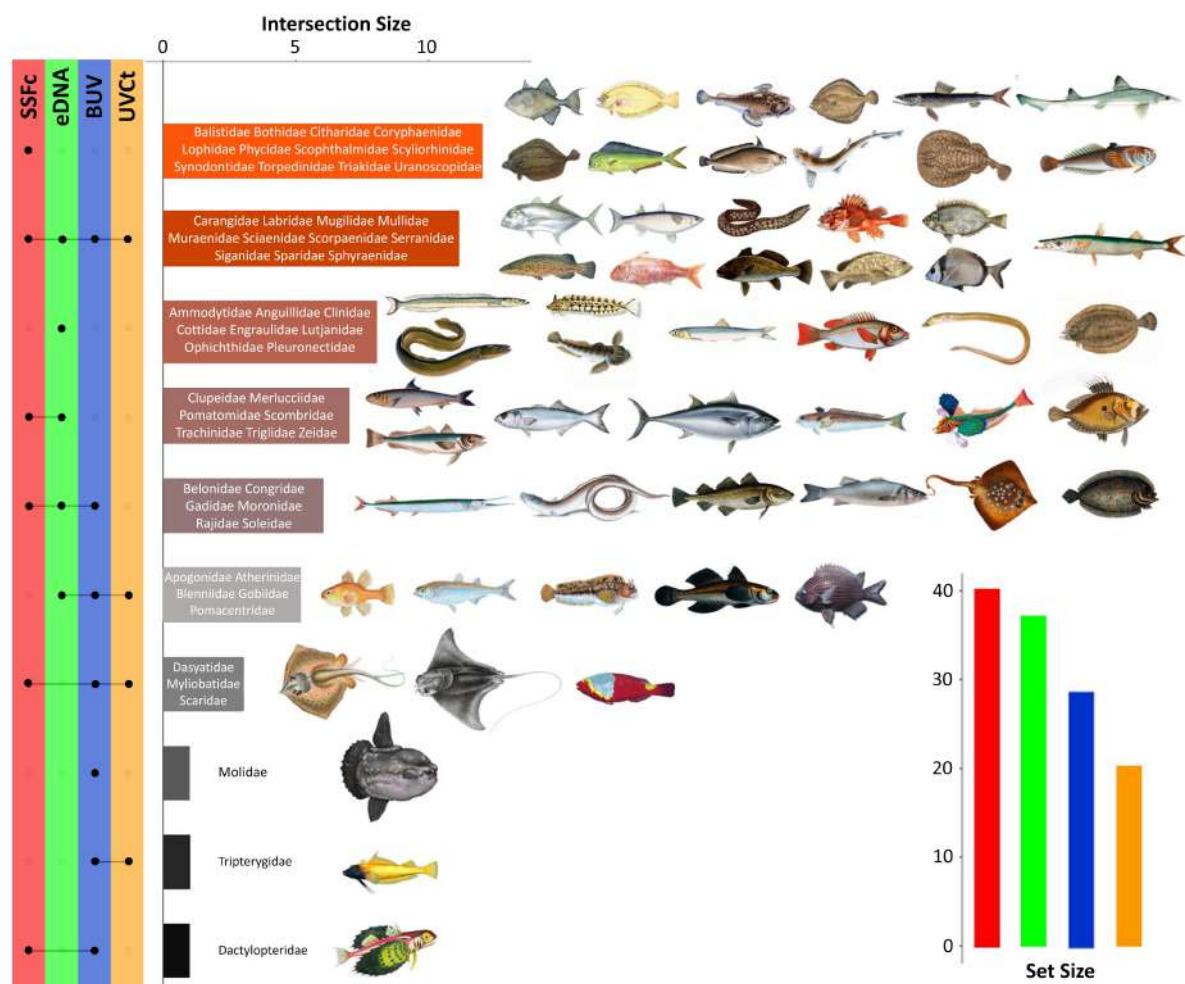 Intersection Size
0 5 10
SSFc eDNA BUV UVCt
Balistidae Bothidae Citharidae Coryphaenidae
Lophidae Phycidae Scophthalmidae Scyliorhinidae
Synodontidae Torpedinidae Triakidae Uranoscopidae
Carangidae Labridae Mugilidae Mullidae
Muraenidae Sciaenidae Scorpaenidae Serranidae
Siganidae Sparidae Sphyraenidae
Ammodytidae Anguillidae Clinidae
Cottidae Engraulidae Lutjanidae
Ophichthidae Pleuronectidae
Clupeidae Merlucciidae
Pomatomidae Scombridae
Trachinidae Triglidae Zeidae
Belonidae Congridae
Gadidae Moronidae
Rajidae Soleidae
Apogonidae Atherinidae
Blenniidae Gobiidae
Pomacentridae
Dasyatidae
Myliobatidae
Scaridae
Molidae
Tripterygidae
Dactylopteridae
40
30
20
10
0
Set Size